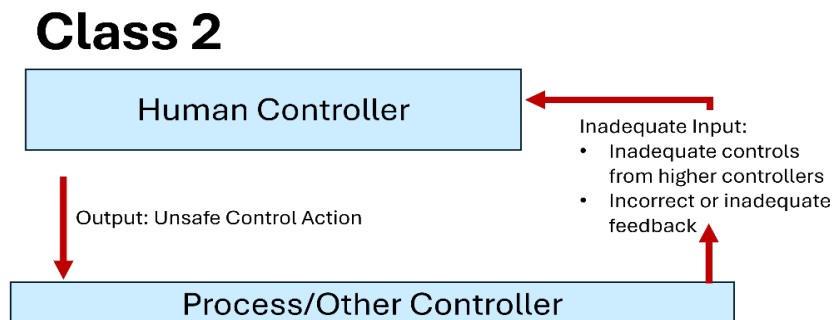 Class 2
Human Controller
Inadequate Input:
• Inadequate controls
from higher controllers
• Incorrect or inadequate
feedback
Output: Unsafe Control Action
Process/Other Controller